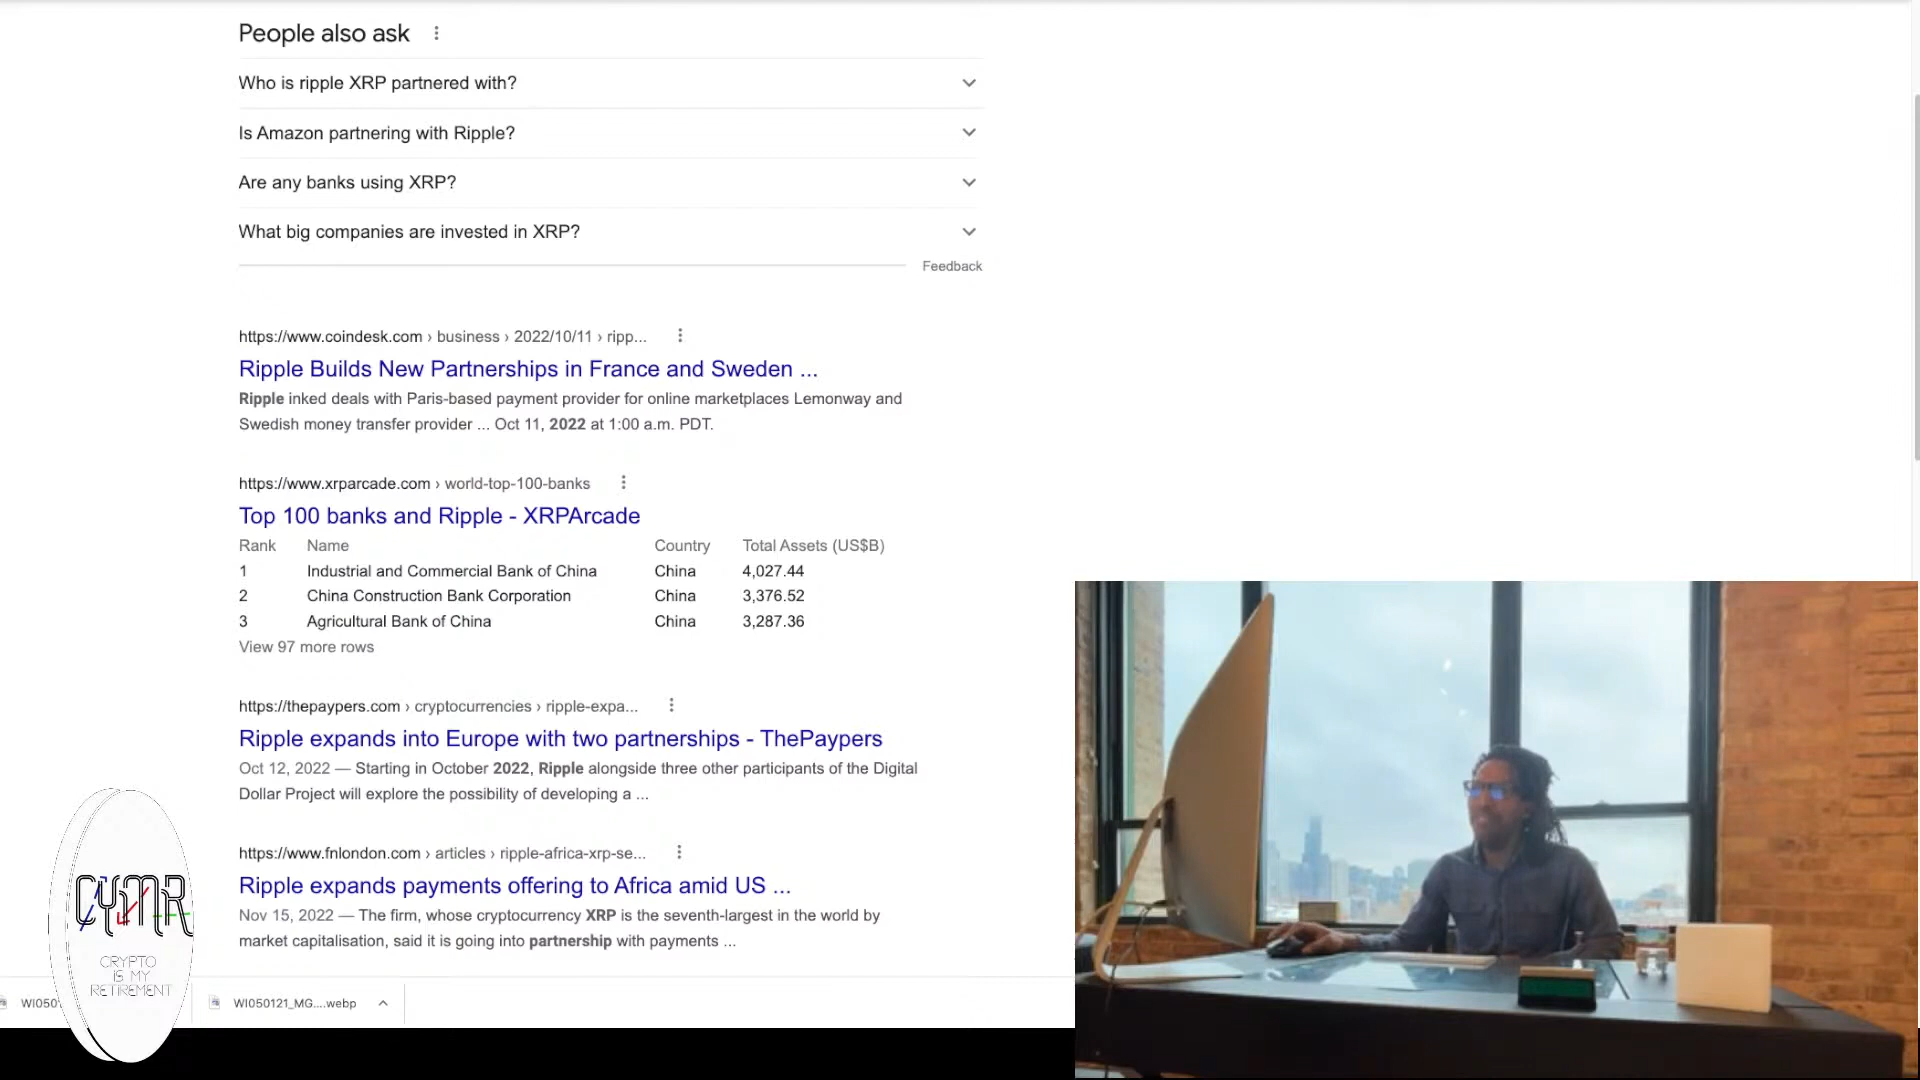 People also ask
Who is ripple XRP partnered with?
Is Amazon partnering with Ripple?
Are any banks using XRP?
What big companies are invested in XRP?
Feedback
https://www.coindesk.com › business › 2022/10/11 › ripp...
Ripple Builds New Partnerships in France and Sweden ...
Ripple inked deals with Paris-based payment provider for online marketplaces Lemonway and
Swedish money transfer provider ... Oct 11, 2022 at 1:00 a.m. PDT.
https://www.xrparcade.com › world-top-100-banks
Top 100 banks and Ripple - XRPArcade
Rank Name Country Total Assets (US$B)
1 Industrial and Commercial Bank of China China 4,027.44
2 China Construction Bank Corporation China 3,376.52
3 Agricultural Bank of China China 3,287.36
View 97 more rows
https://thepaypers.com › cryptocurrencies › ripple-expa...
Ripple expands into Europe with two partnerships - ThePaypers
Oct 12, 2022 — Starting in October 2022, Ripple alongside three other participants of the Digital
Dollar Project will explore the possibility of developing a ...
https://www.fnlondon.com › articles › ripple-africa-xrp-se...
Ripple expands payments offering to Africa amid US ...
Nov 15, 2022 — The firm, whose cryptocurrency XRP is the seventh-largest in the world by
market capitalisation, said it is going into partnership with payments ...
CYMR
CRYPTO
IS MY
RETIREMENT
WI050 WI050121_MG....webp